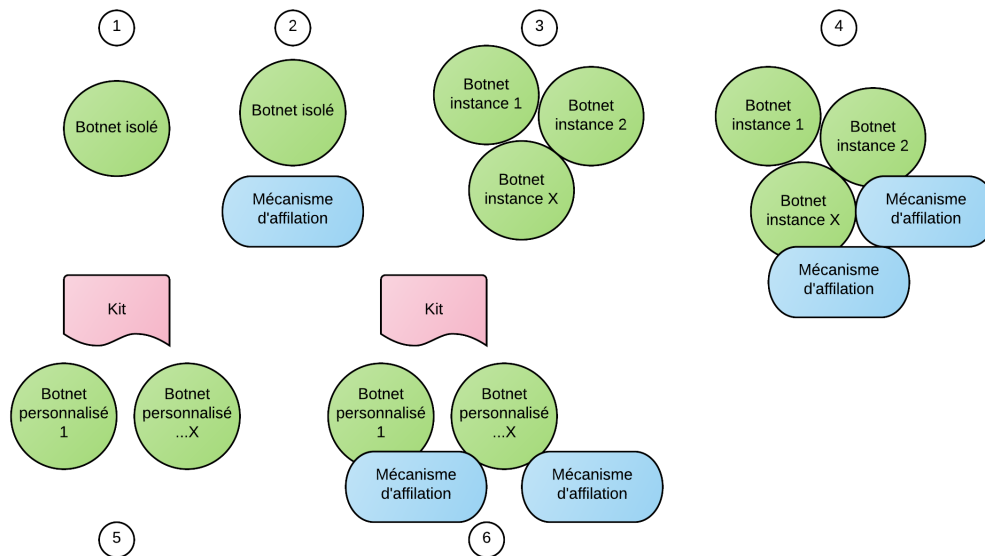 1
2
3
4
Botnet isolé
Botnet isolé
Mécanisme
d'affilation
Botnet
instance 1
Botnet
instance 2
Botnet
instance X
Botnet
instance 1
Botnet
instance 2
Botnet
instance X
Mécanisme
d'affilation
Mécanisme
d'affilation
Kit
Botnet
personnalisé
1
Botnet
personnalisé
...X
5
Kit
Botnet
personnalisé
1
Botnet
personnalisé
...X
Mécanisme
d'affilation
Mécanisme
d'affilation
6